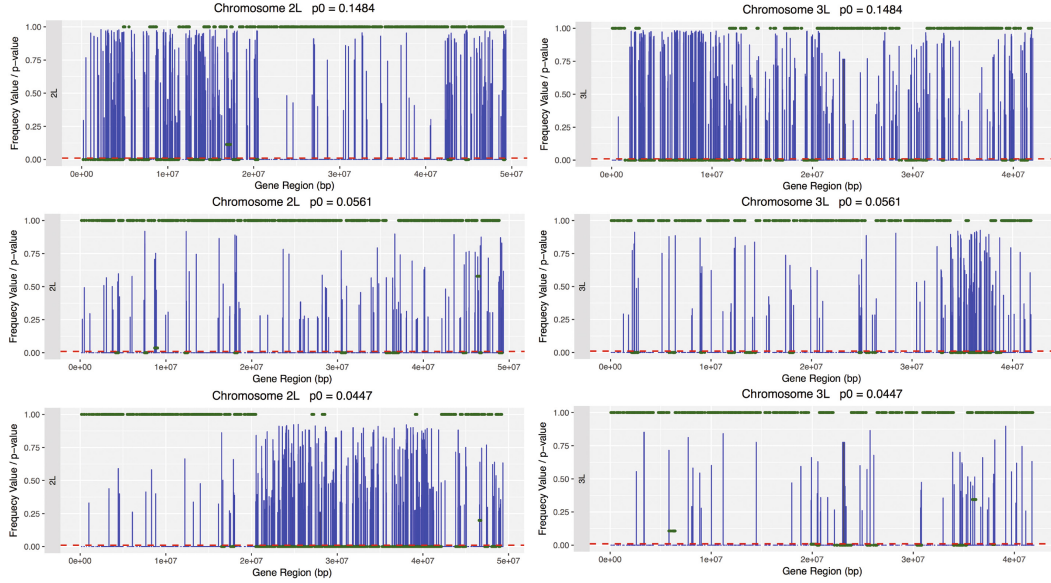 Chromosome 2L p0 = 0.1484
Frequecy Value / p-value
1.00
0.75
0.50
0.25
0.00
2L
0e+00 1e+07 2e+07 3e+07 4e+07 5e+07
Gene Region (bp)
Chromosome 3L p0 = 0.1484
Frequecy Value / p-value
1.00
0.75
0.50
0.25
0.00
3L
0e+00 1e+07 2e+07 3e+07 4e+07
Gene Region (bp)
Chromosome 2L p0 = 0.0561
Frequecy Value / p-value
1.00
0.75
0.50
0.25
0.00
2L
0e+00 1e+07 2e+07 3e+07 4e+07 5e+07
Gene Region (bp)
Chromosome 3L p0 = 0.0561
Frequecy Value / p-value
1.00
0.75
0.50
0.25
0.00
3L
0e+00 1e+07 2e+07 3e+07 4e+07
Gene Region (bp)
Chromosome 2L p0 = 0.0447
Frequecy Value / p-value
1.00
0.75
0.50
0.25
0.00
2L
0e+00 1e+07 2e+07 3e+07 4e+07 5e+07
Gene Region (bp)
Chromosome 3L p0 = 0.0447
Frequecy Value / p-value
1.00
0.75
0.50
0.25
0.00
3L
0e+00 1e+07 2e+07 3e+07 4e+07
Gene Region (bp)